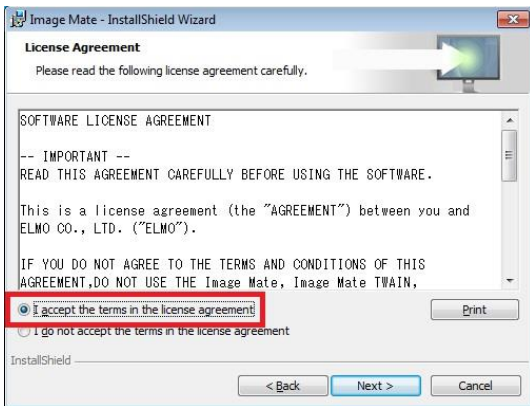 Image Mate - InstallShield Wizard
License Agreement
Please read the following license agreement carefully.
SOFTWARE LICENSE AGREEMENT
-- IMPORTANT --
READ THIS AGREEMENT CAREFULLY BEFORE USING THE SOFTWARE.
This is a license agreement (the "AGREEMENT") between you and
ELMO CO., LTD. ("ELMO").
IF YOU DO NOT AGREE TO THE TERMS AND CONDITIONS OF THIS
AGREEMENT,DO NOT USE THE Image Mate, Image Mate TWAIN,
I accept the terms in the license agreement
Print
I do not accept the terms in the license agreement
InstallShield
< Back
Next >
Cancel